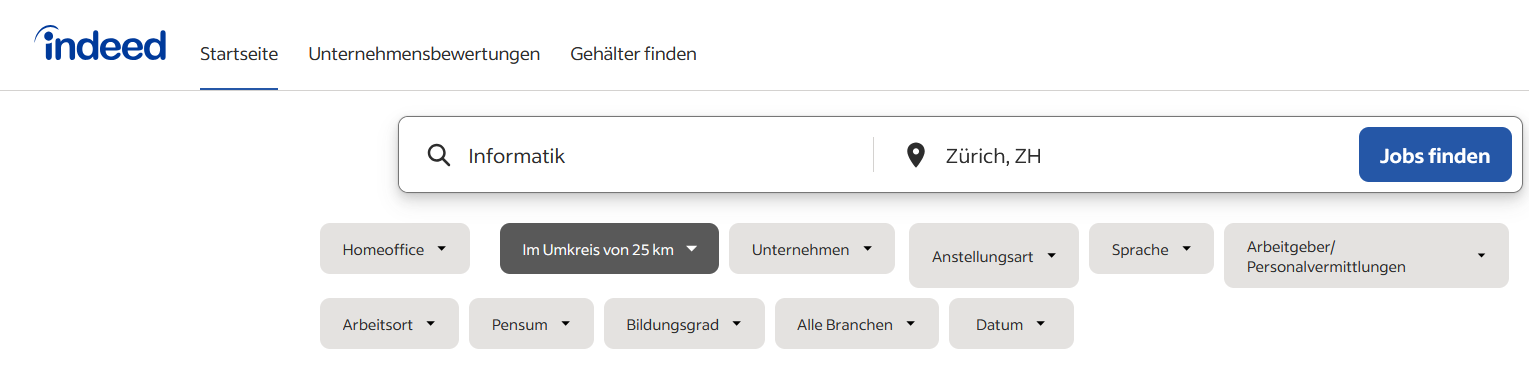 indeed
Startseite Unternehmensbewertungen Gehälter finden
Informatik Zürich, ZH Jobs finden
Homeoffice Im Umkreis von 25 km Unternehmen Anstellungsart Sprache Arbeitgeber/
Personalvermittlungen
Arbeitsort Pensum Bildungsgrad Alle Branchen Datum